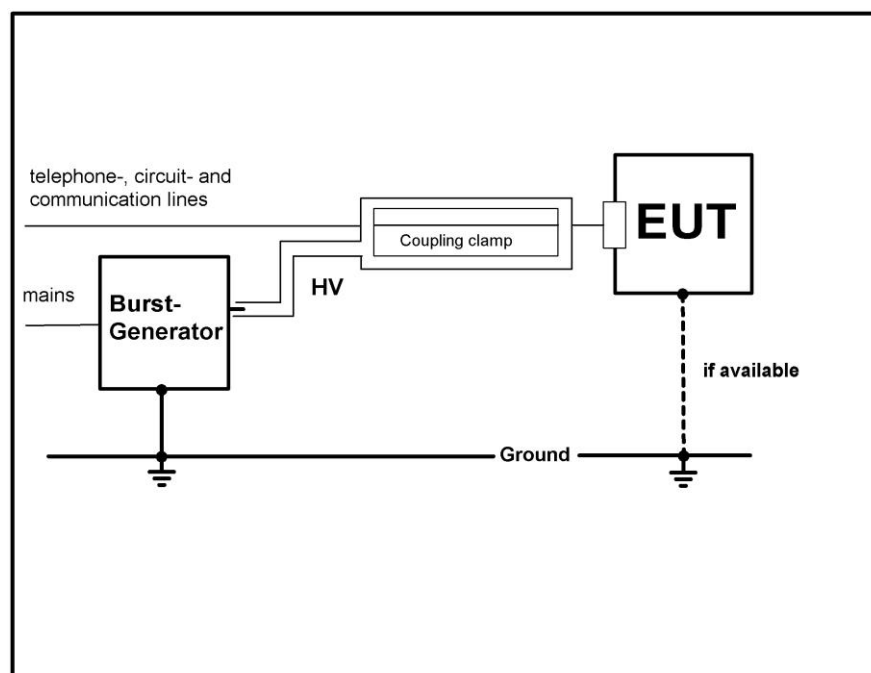 telephone-, circuit- and
communication lines
EUT
Coupling clamp
mains
HV
Burst-
Generator
if available
Ground